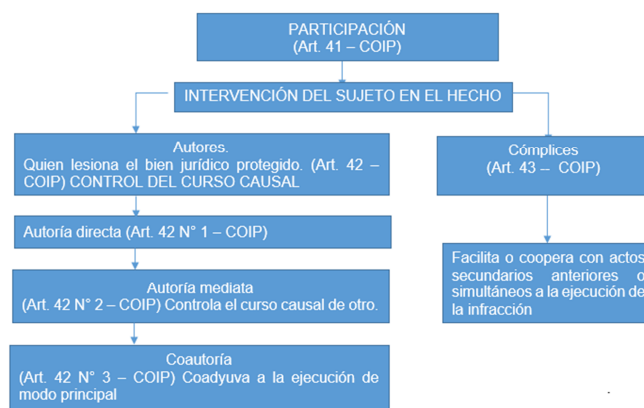 PARTICIPACIÓN
(Art. 41 – COIP)
INTERVENCIÓN DEL SUJETO EN EL HECHO
Autores.
Quien lesiona el bien jurídico protegido. (Art. 42 –
COIP) CONTROL DEL CURSO CAUSAL
Autoría directa (Art. 42 N° 1 – COIP)
Autoría mediata
(Art. 42 N° 2 – COIP) Controla el curso causal de otro.
Coautoría
(Art. 42 N° 3 – COIP) Coadyuva a la ejecución de
modo principal
Cómplices
(Art. 43 -- COIP)
Facilita o coopera con actos
secundarios anteriores o
simultáneos a la ejecución de
la infracción